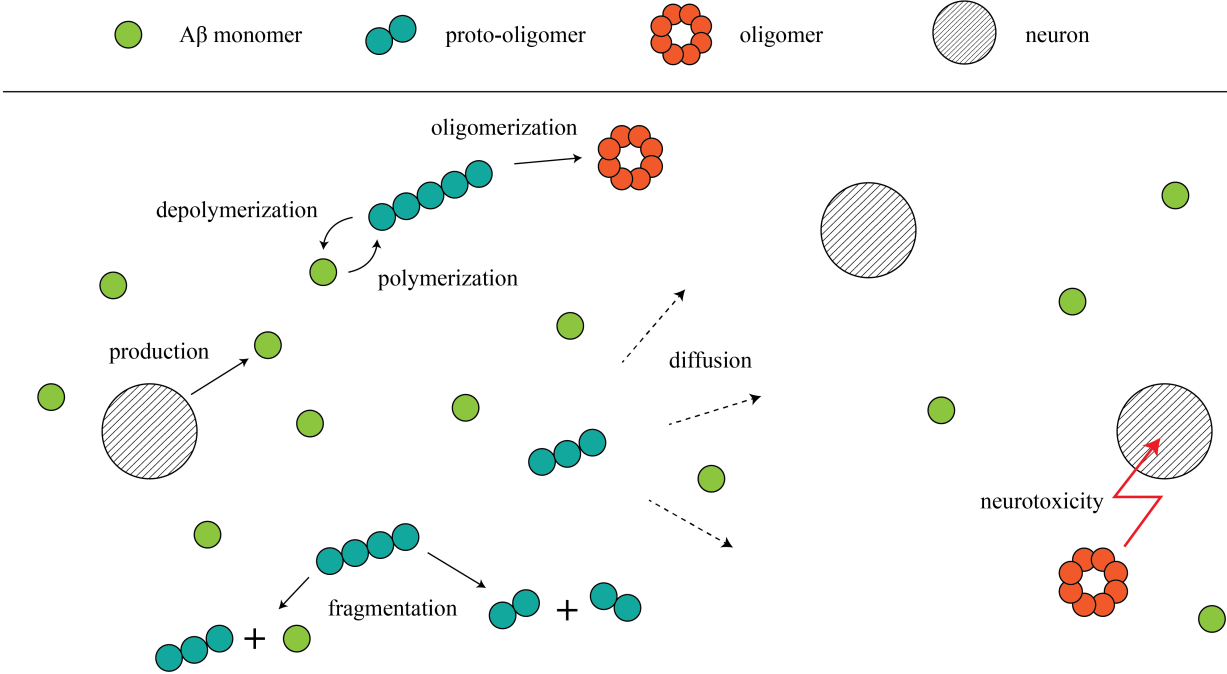 Aβ monomer
proto-oligomer
oligomer
neuron
oligomerization
depolymerization
polymerization
production
diffusion
neurotoxicity
fragmentation
+
+